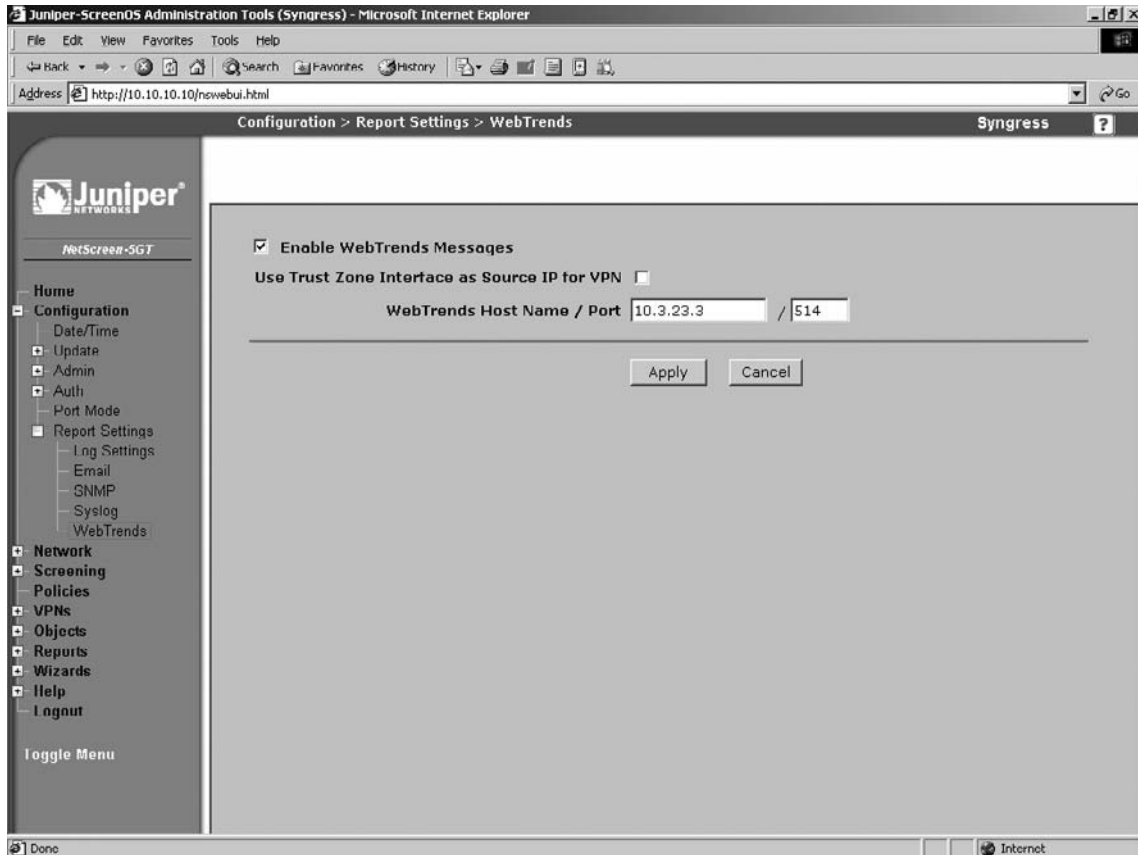 Juniper-ScreenOS Administration Tools (Syngress) - Microsoft Internet Explorer
File Edit View Favorites Tools Help
Back Search Favorites History
Address http://10.10.10.10/nswebui.html Go
Configuration > Report Settings > WebTrends Syngress ?
Juniper®
NETWORKS
NetScreen-5GT
Enable WebTrends Messages
Use Trust Zone Interface as Source IP for VPN
WebTrends Host Name / Port 10.3.23.3 / 514
Apply Cancel
Home
Configuration
Date/Time
Update
Admin
Auth
Port Mode
Report Settings
Log Settings
Email
SNMP
Syslog
WebTrends
Network
Screening
Policies
VPNs
Objects
Reports
Wizards
Help
Logout
Toggle Menu
Done Internet